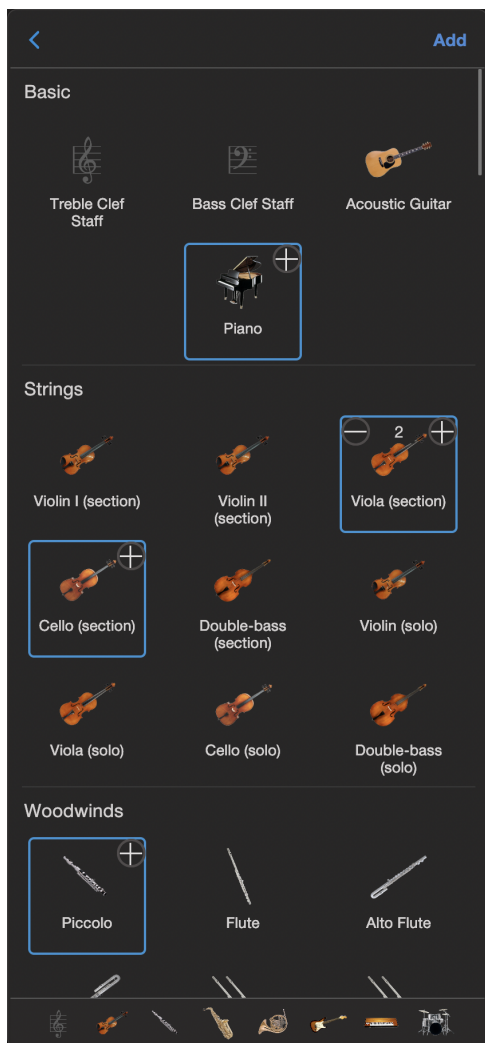 Add
Basic
Treble Clef
Staff
Bass Clef Staff
Acoustic Guitar
Piano
Strings
Violin I (section)
Violin II
(section)
2
Viola (section)
Cello (section)
Double-bass
(section)
Violin (solo)
Viola (solo)
Cello (solo)
Double-bass
(solo)
Woodwinds
Piccolo
Flute
Alto Flute